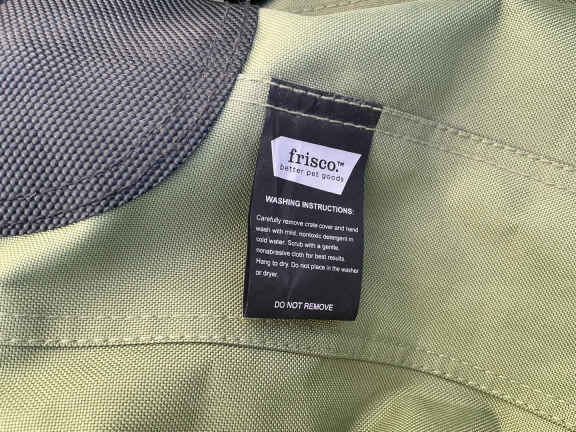 frisco.™
better pet goods
WASHING INSTRUCTIONS:
Carefully remove crate cover and hand
wash with mild, nontoxic detergent in
cold water. Scrub with a gentle,
nonabrasive cloth for best results.
Hang to dry. Do not place in the washer
or dryer.
DO NOT REMOVE